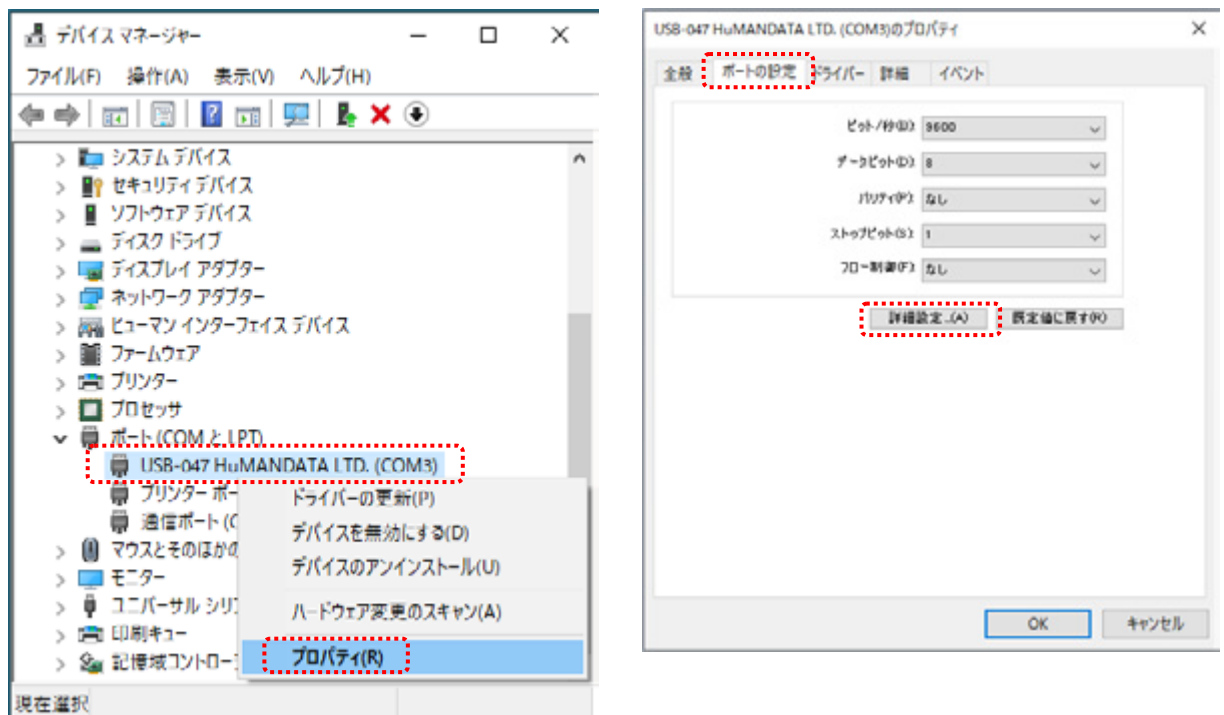 デバイス マネージャー
ファイル(F) 操作(A) 表示(V) ヘルプ(H)
システム デバイス
セキュリティ デバイス
ソフトウェア デバイス
ディスク ドライブ
ディスプレイ アダプター
ネットワーク アダプター
ヒューマン インターフェイス デバイス
ファームウェア
プリンター
プロセッサ
ポート (COM と LPT)
USB-047 HuMANDATA LTD. (COM3)
プリンター ポー
通信ポート (C
マウスとそのほかの
モニター
ユニバーサル シリ
印刷キュー
記憶域コントロー
ドライバーの更新(P)
デバイスを無効にする(D)
デバイスのアンインストール(U)
ハードウェア変更のスキャン(A)
プロパティ(R)
現在選択
USB-047 HuMANDATA LTD. (COM3)のプロパティ
全般 ポートの設定 ドライバー 詳細 イベント
ビット/秒(B): 9600
データ ビット(D): 8
パリティ(P): なし
ストップ ビット(S): 1
フロー制御(F): なし
詳細設定...(A) 既定値に戻す(R)
OK キャンセル